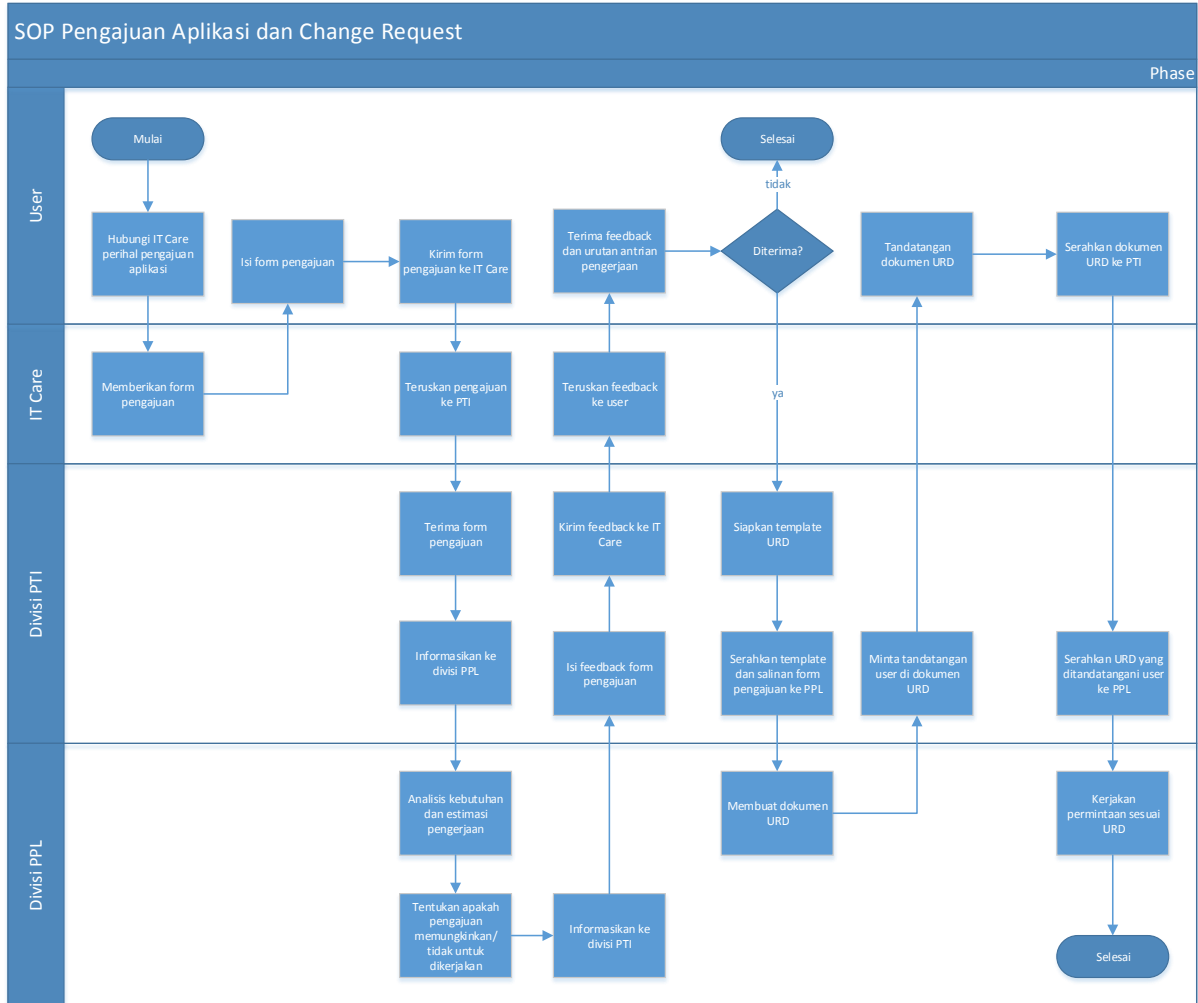 SOP Pengajuan Aplikasi dan Change Request
Phase
User
Mulai
Hubungi IT Care
perihal pengajuan
aplikasi
Isi form pengajuan
Kirim form
pengajuan ke IT Care
Terima feedback
dan urutan antrian
pengerjaan
Selesai
tidak
Diterima?
Tandatangan
dokumen URD
Serahkan dokumen
URD ke PTI
IT Care
Memberikan form
pengajuan
Teruskan pengajuan
ke PTI
Teruskan feedback
ke user
ya
Divisi PTI
Terima form
pengajuan
Kirim feedback ke IT
Care
Siapkan template
URD
Informasikan ke
divisi PPL
Isi feedback form
pengajuan
Serahkan template
dan salinan form
pengajuan ke PPL
Minta tandatangan
user di dokumen
URD
Serahkan URD yang
ditandatangani user
ke PPL
Divisi PPL
Analisis kebutuhan
dan estimasi
pengerjaan
Membuat dokumen
URD
Kerjakan
permintaan sesuai
URD
Tentukan apakah
pengajuan
memungkinkan/
tidak untuk
dikerjakan
Informasikan ke
divisi PTI
Selesai